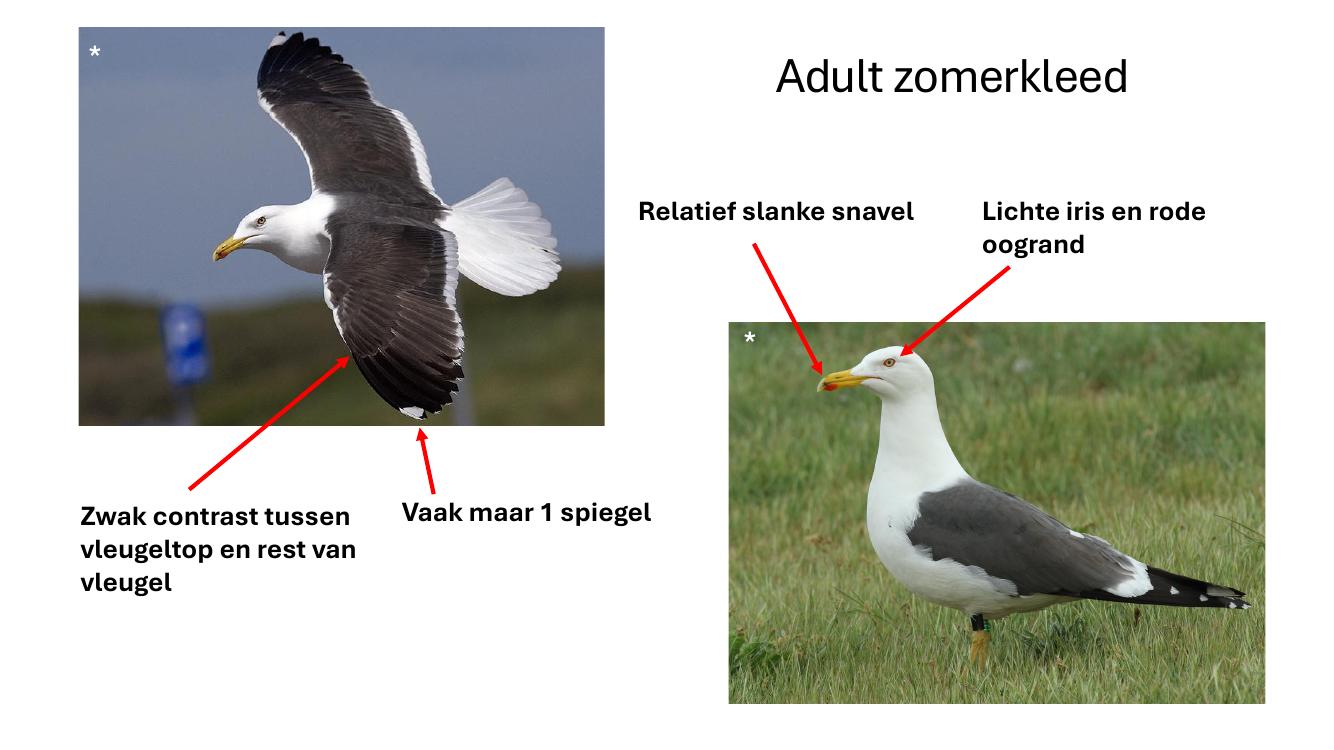 *
Adult zomerkleed
Relatief slanke snavel
Lichte iris en rode
oogrand
*
Zwak contrast tussen
vleugeltop en rest van
vleugel
Vaak maar 1 spiegel